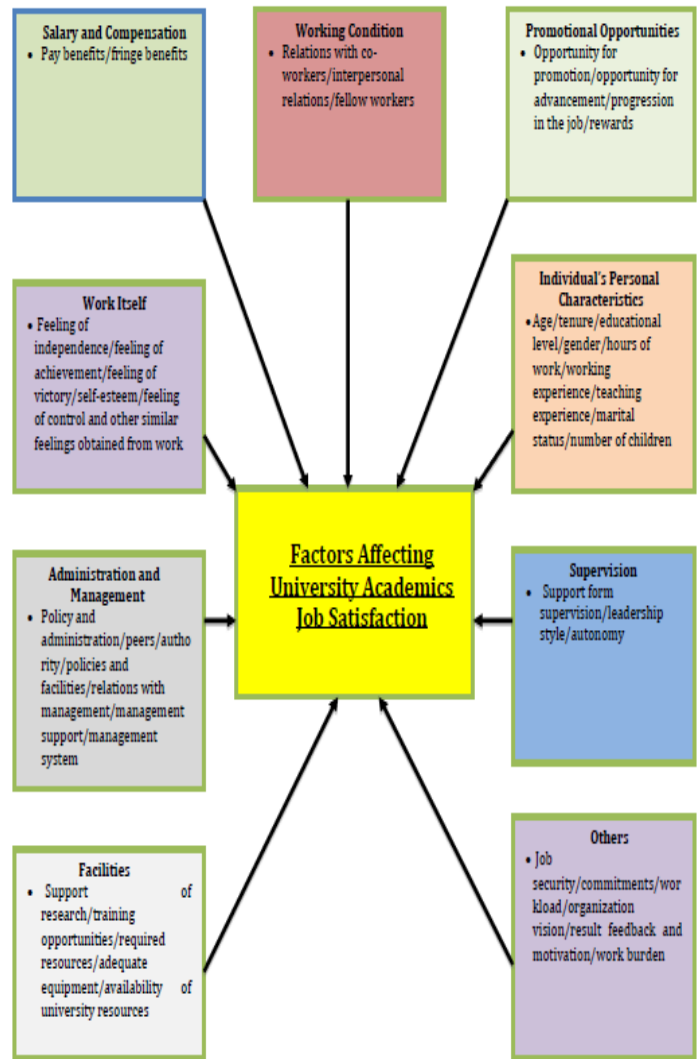 Salary and Compensation
• Pay benefits/fringe benefits
Working Condition
• Relations with co-
workers/interpersonal
relations/fellow workers
Promotional Opportunities
• Opportunity for
promotion/opportunity for
advancement/progression
in the job/rewards
Work Itself
• Feeling of
independence/feeling of
achievement/feeling of
victory/self-esteem/feeling
of control and other similar
feelings obtained from work
Individual's Personal
Characteristics
• Age/tenure/educational
level/gender/hours of
work/working
experience/teaching
experience/marital
status/number of children
Factors Affecting
University Academics
Job Satisfaction
Administration and
Management
• Policy and
administration/peers/autho
rity/policies and
facilities/relations with
management/management
support/management
system
Supervision
• Support form
supervision/leadership
style/autonomy
Facilities
• Support of
research/training
opportunities/required
resources/adequate
equipment/availability of
university resources
Others
• Job
security/commitments/wor
kload/organization
vision/result feedback and
motivation/work burden